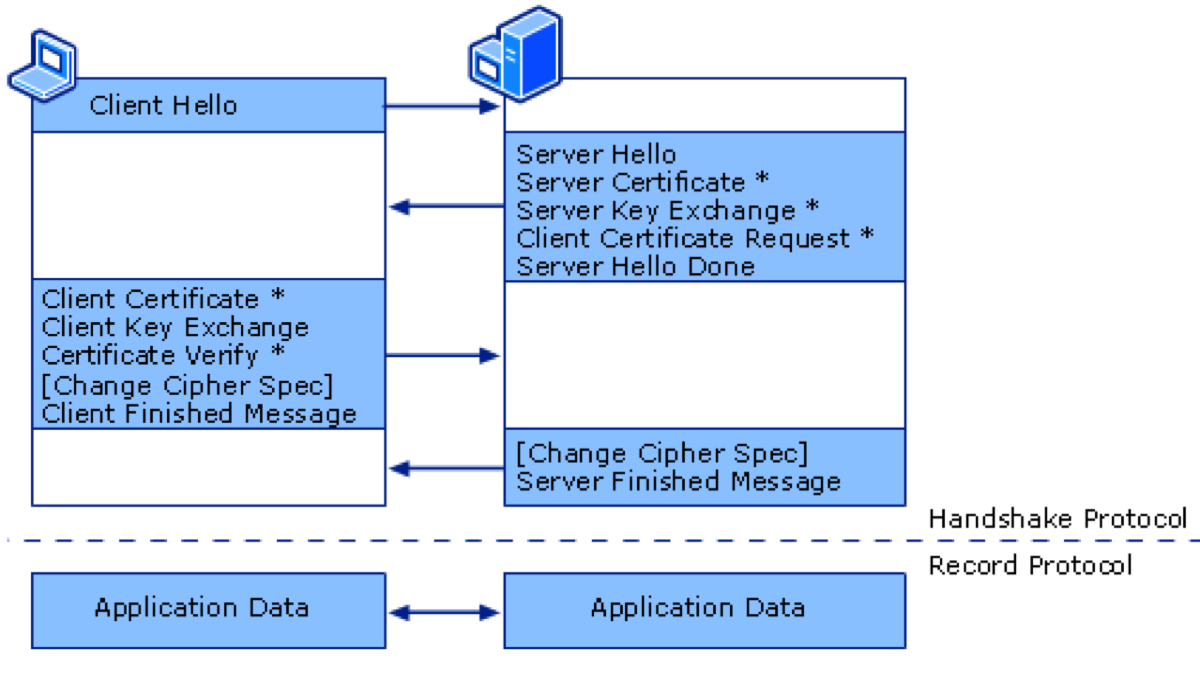 Client Hello
Server Hello
Server Certificate *
Server Key Exchange *
Client Certificate Request *
Server Hello Done
Client Certificate *
Client Key Exchange
Certificate Verify *
[Change Cipher Spec]
Client Finished Message
[Change Cipher Spec]
Server Finished Message
Handshake Protocol
Record Protocol
Application Data
Application Data